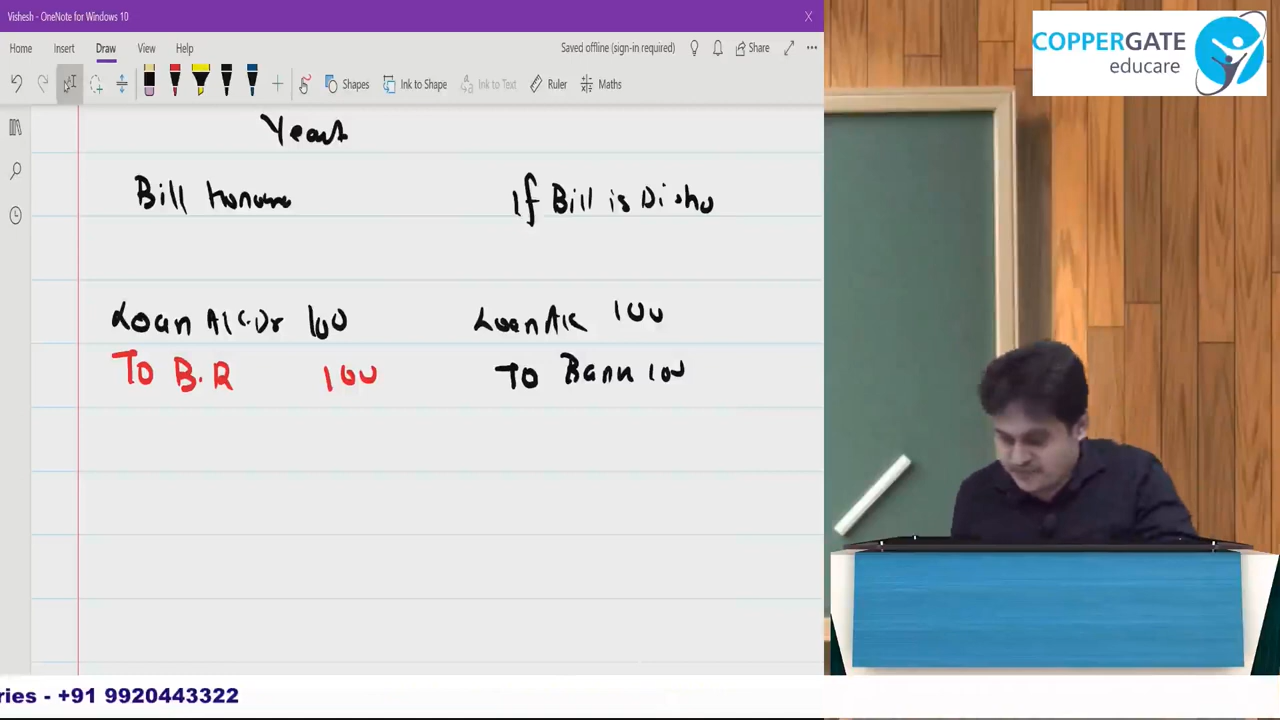 Vishesh - OneNote for Windows 10
Home Insert Draw View Help
Saved offline (sign-in required) Share
Shapes Ink to Shape Ink to Text Ruler Maths
COPPERGATE
educare
Year
Bill
If Bill is Disho
Loan A/c Dr 100
Loan A/c 100
To B.R 100
To Bank 100
ries - +91 9920443322